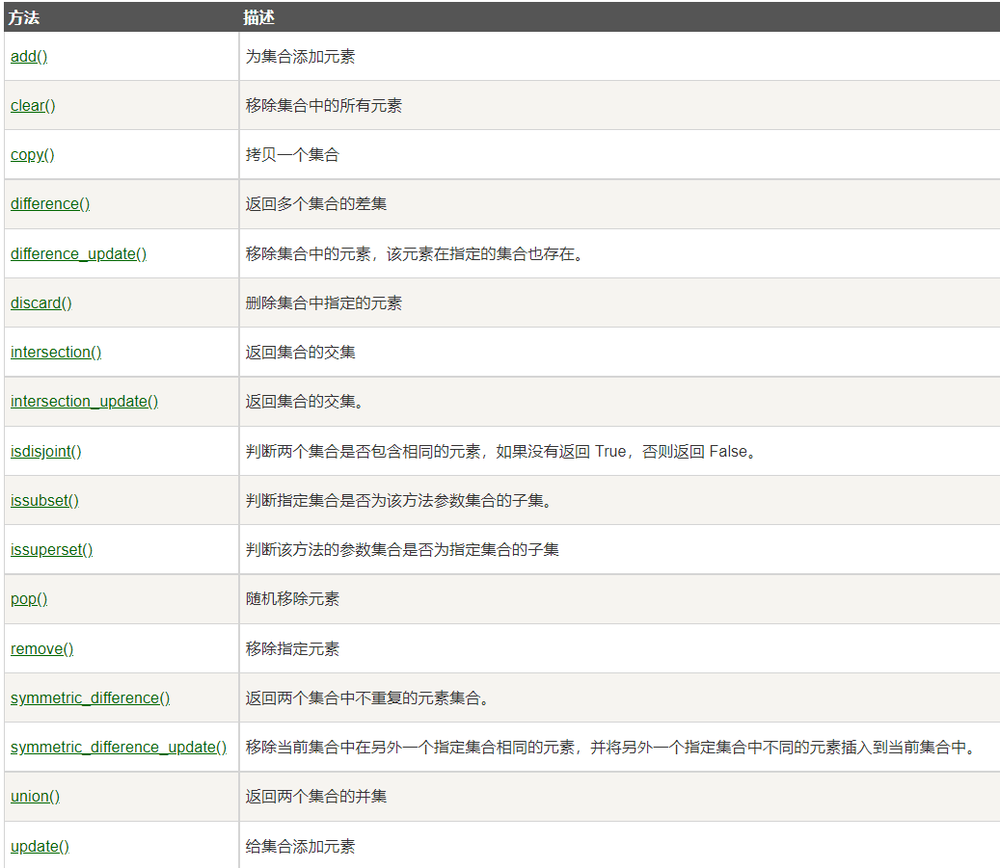 方法 描述
add() 为集合添加元素
clear() 移除集合中的所有元素
copy() 拷贝一个集合
difference() 返回多个集合的差集
difference_update() 移除集合中的元素，该元素在指定的集合也存在。
discard() 删除集合中指定的元素
intersection() 返回集合的交集
intersection_update() 返回集合的交集。
isdisjoint() 判断两个集合是否包含相同的元素，如果没有返回 True，否则返回 False。
issubset() 判断指定集合是否为该方法参数集合的子集。
issuperset() 判断该方法的参数集合是否为指定集合的子集
pop() 随机移除元素
remove() 移除指定元素
symmetric_difference() 返回两个集合中不重复的元素集合。
symmetric_difference_update() 移除当前集合中在另外一个指定集合相同的元素，并将另外一个指定集合中不同的元素插入到当前集合中。
union() 返回两个集合的并集
update() 给集合添加元素